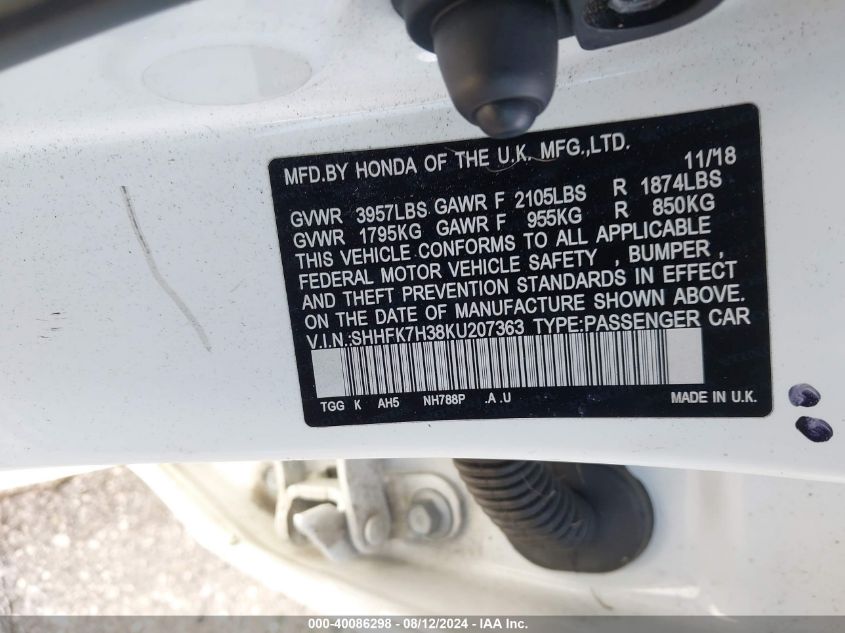 MFD.BY HONDA OF THE U.K. MFG.,LTD. 11/18
GVWR 3957LBS GAWR F 2105LBS R 1874LBS
GVWR 1795KG GAWR F 955KG R 850KG
THIS VEHICLE CONFORMS TO ALL APPLICABLE
FEDERAL MOTOR VEHICLE SAFETY , BUMPER ,
AND THEFT PREVENTION STANDARDS IN EFFECT
ON THE DATE OF MANUFACTURE SHOWN ABOVE.
V.I.N.:SHHFK7H38KU207363 TYPE:PASSENGER CAR
TGG K AH5 NH788P .A .U MADE IN U.K.
000-40086298 - 08/12/2024 - IAA Inc.